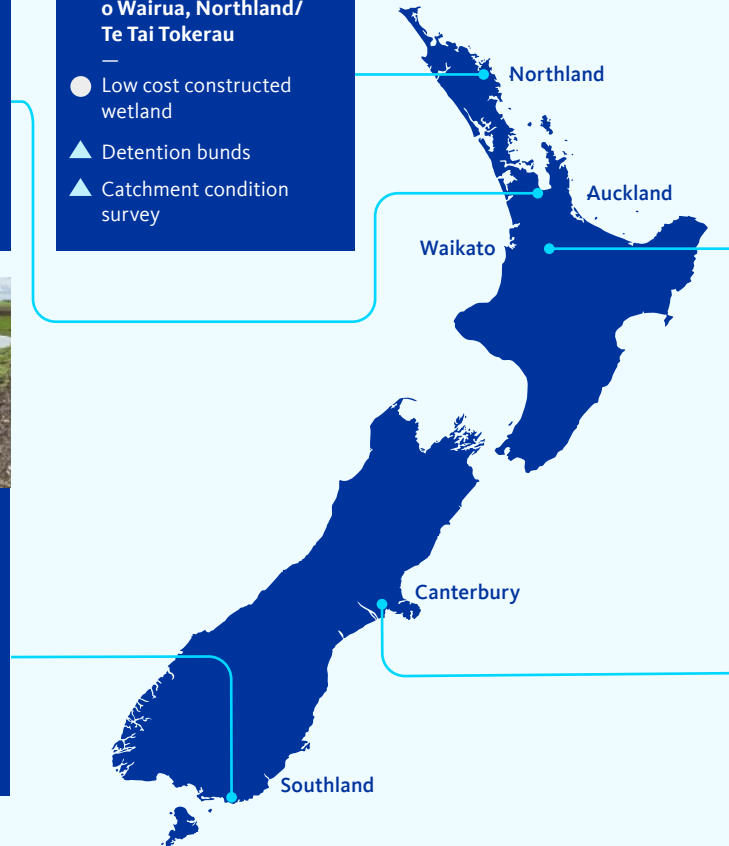 o Wairua, Northland/
Te Tai Tokerau
—
Low cost constructed
wetland
Detention bunds
Catchment condition
survey
Northland
Auckland
Waikato
Canterbury
Southland